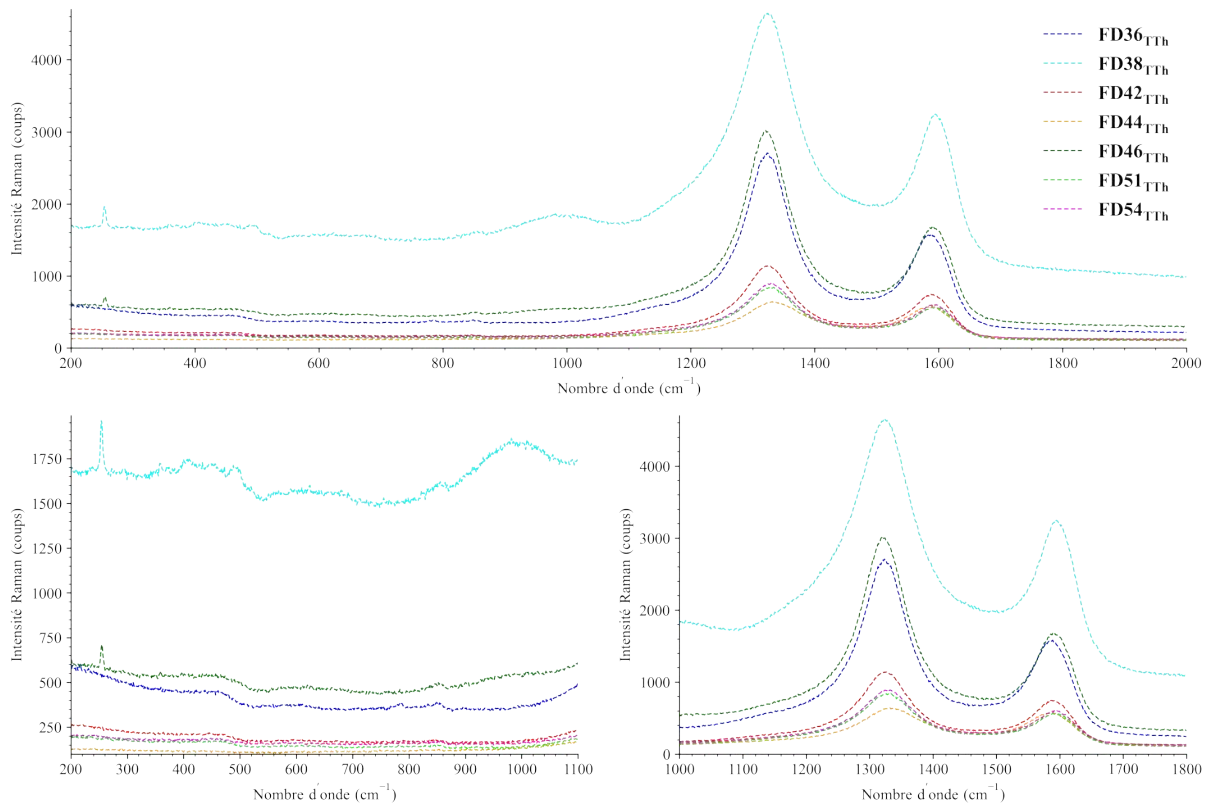 Intensité Raman (coups)
4000
3000
2000
1000
0
200 400 600 800 1000 1200 1400 1600 1800 2000
Nombre d'onde (cm⁻¹)
FD36TTh
FD38TTh
FD42TTh
FD44TTh
FD46TTh
FD51TTh
FD54TTh
Intensité Raman (coups)
1750
1500
1250
1000
750
500
250
200 300 400 500 600 700 800 900 1000 1100
Nombre d'onde (cm⁻¹)
Intensité Raman (coups)
4000
3000
2000
1000
0
1000 1100 1200 1300 1400 1500 1600 1700 1800
Nombre d'onde (cm⁻¹)